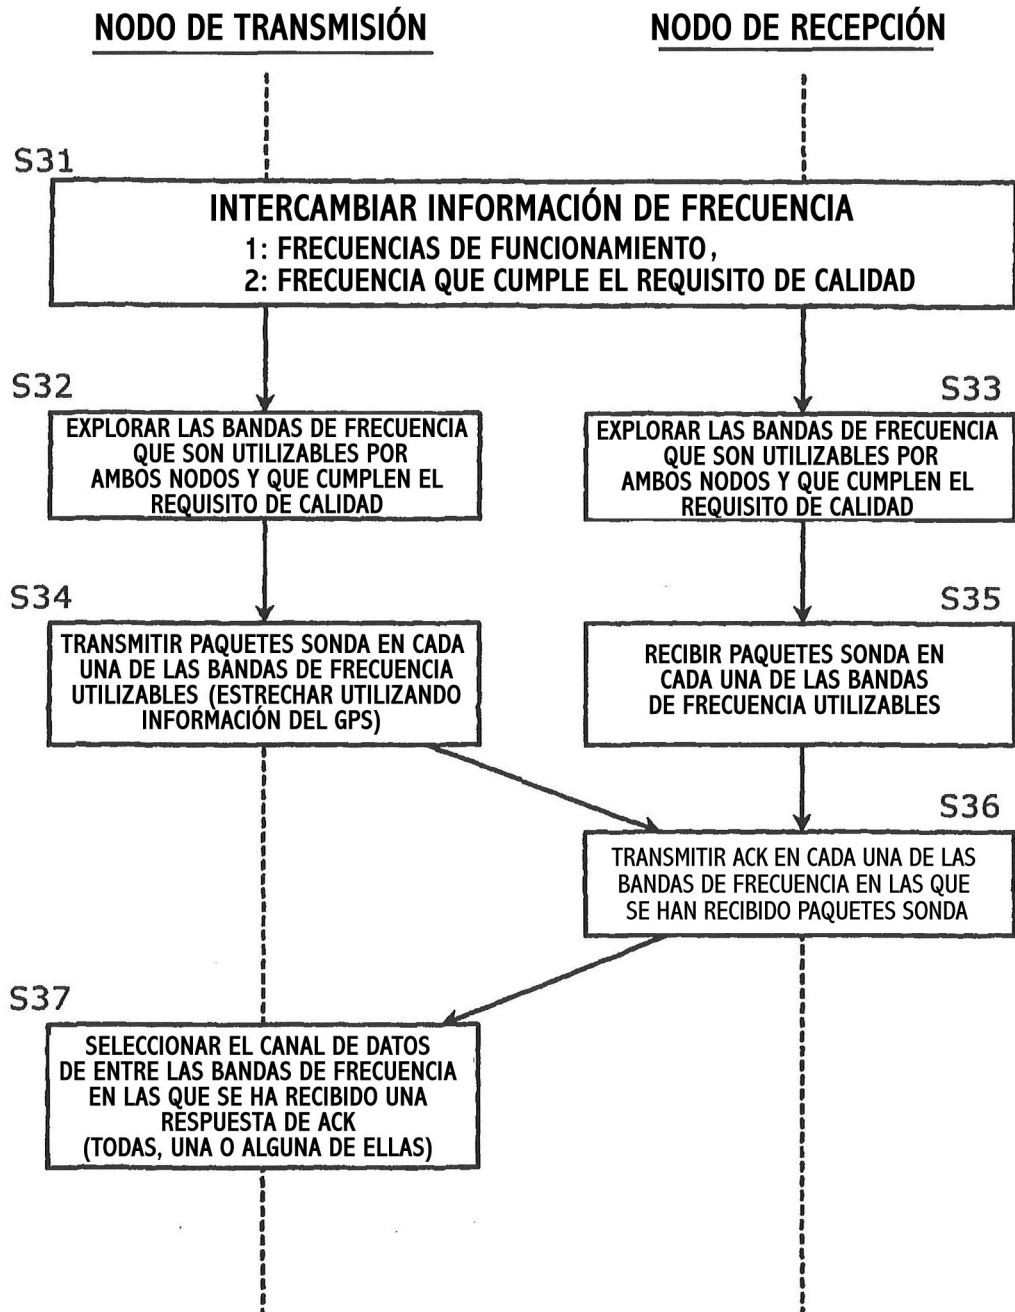 NODO DE TRANSMISIÓN
NODO DE RECEPCIÓN
S31
INTERCAMBIAR INFORMACIÓN DE FRECUENCIA
1: FRECUENCIAS DE FUNCIONAMIENTO,
2: FRECUENCIA QUE CUMPLE EL REQUISITO DE CALIDAD
S32
EXPLORAR LAS BANDAS DE FRECUENCIA
QUE SON UTILIZABLES POR
AMBOS NODOS Y QUE CUMPLEN EL
REQUISITO DE CALIDAD
S33
EXPLORAR LAS BANDAS DE FRECUENCIA
QUE SON UTILIZABLES POR
AMBOS NODOS Y QUE CUMPLEN EL
REQUISITO DE CALIDAD
S34
TRANSMITIR PAQUETES SONDA EN CADA
UNA DE LAS BANDAS DE FRECUENCIA
UTILIZABLES (ESTRECHAR UTILIZANDO
INFORMACIÓN DEL GPS)
S35
RECIBIR PAQUETES SONDA EN
CADA UNA DE LAS BANDAS
DE FRECUENCIA UTILIZABLES
S36
TRANSMITIR ACK EN CADA UNA DE LAS
BANDAS DE FRECUENCIA EN LAS QUE
SE HAN RECIBIDO PAQUETES SONDA
S37
SELECCIONAR EL CANAL DE DATOS
DE ENTRE LAS BANDAS DE FRECUENCIA
EN LAS QUE SE HA RECIBIDO UNA
RESPUESTA DE ACK
(TODAS, UNA O ALGUNA DE ELLAS)